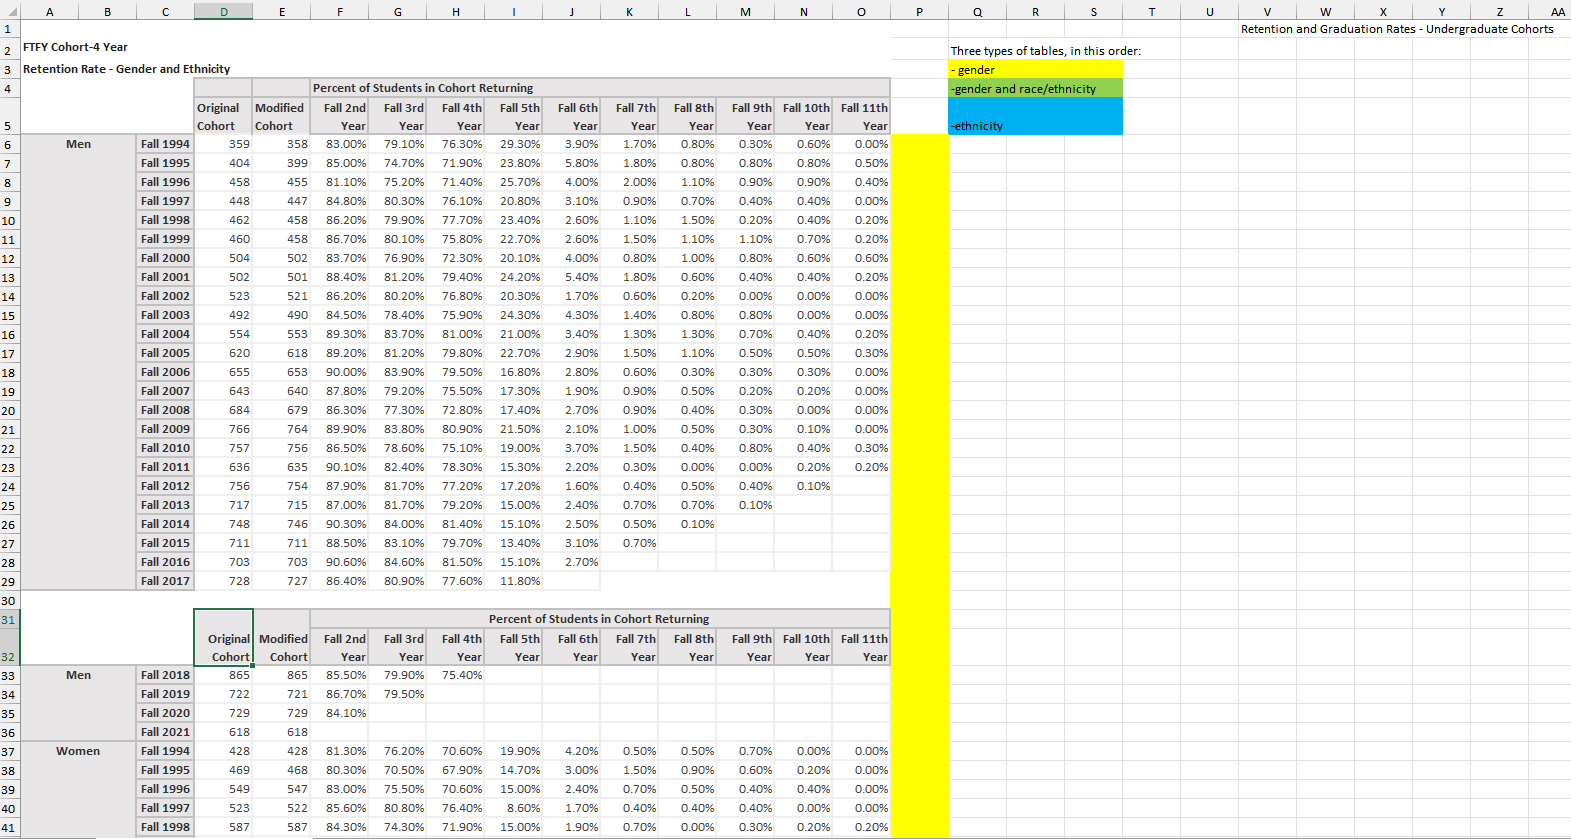 A B C D E F G H I J K L M N O P Q R S T U V W X Y Z AA
1 Retention and Graduation Rates - Undergraduate Cohorts
2 FTFY Cohort-4 Year Three types of tables, in this order:
3 Retention Rate - Gender and Ethnicity - gender
4 Percent of Students in Cohort Returning -gender and race/ethnicity
Original Modified Fall 2nd Fall 3rd Fall 4th Fall 5th Fall 6th Fall 7th Fall 8th Fall 9th Fall 10th Fall 11th
5 Cohort Cohort Year Year Year Year Year Year Year Year Year Year -ethnicity
6 Men Fall 1994 359 358 83.00% 79.10% 76.30% 29.30% 3.90% 1.70% 0.80% 0.30% 0.60% 0.00%
7 Fall 1995 404 399 85.00% 74.70% 71.90% 23.80% 5.80% 1.80% 0.80% 0.80% 0.80% 0.50%
8 Fall 1996 458 455 81.10% 75.20% 71.40% 25.70% 4.00% 2.00% 1.10% 0.90% 0.90% 0.40%
9 Fall 1997 448 447 84.80% 80.30% 76.10% 20.80% 3.10% 0.90% 0.70% 0.40% 0.40% 0.00%
10 Fall 1998 462 458 86.20% 79.90% 77.70% 23.40% 2.60% 1.10% 1.50% 0.20% 0.40% 0.20%
11 Fall 1999 460 458 86.70% 80.10% 75.80% 22.70% 2.60% 1.50% 1.10% 1.10% 0.70% 0.20%
12 Fall 2000 504 502 83.70% 76.90% 72.30% 20.10% 4.00% 0.80% 1.00% 0.80% 0.60% 0.60%
13 Fall 2001 502 501 88.40% 81.20% 79.40% 24.20% 5.40% 1.80% 0.60% 0.40% 0.40% 0.20%
14 Fall 2002 523 521 86.20% 80.20% 76.80% 20.30% 1.70% 0.60% 0.20% 0.00% 0.00% 0.00%
15 Fall 2003 492 490 84.50% 78.40% 75.90% 24.30% 4.30% 1.40% 0.80% 0.80% 0.00% 0.00%
16 Fall 2004 554 553 89.30% 83.70% 81.00% 21.00% 3.40% 1.30% 1.30% 0.70% 0.40% 0.20%
17 Fall 2005 620 618 89.20% 81.20% 79.80% 22.70% 2.90% 1.50% 1.10% 0.50% 0.50% 0.30%
18 Fall 2006 655 653 90.00% 83.90% 79.50% 16.80% 2.80% 0.60% 0.30% 0.30% 0.30% 0.00%
19 Fall 2007 643 640 87.80% 79.20% 75.50% 17.30% 1.90% 0.90% 0.50% 0.20% 0.20% 0.00%
20 Fall 2008 684 679 86.30% 77.30% 72.80% 17.40% 2.70% 0.90% 0.40% 0.30% 0.00% 0.00%
21 Fall 2009 766 764 89.90% 83.80% 80.90% 21.50% 2.10% 1.00% 0.50% 0.30% 0.10% 0.00%
22 Fall 2010 757 756 86.50% 78.60% 75.10% 19.00% 3.70% 1.50% 0.40% 0.80% 0.40% 0.30%
23 Fall 2011 636 635 90.10% 82.40% 78.30% 15.30% 2.20% 0.30% 0.00% 0.00% 0.20% 0.20%
24 Fall 2012 756 754 87.90% 81.70% 77.20% 17.20% 1.60% 0.40% 0.50% 0.40% 0.10%
25 Fall 2013 717 715 87.00% 81.70% 79.20% 15.00% 2.40% 0.70% 0.70% 0.10%
26 Fall 2014 748 746 90.30% 84.00% 81.40% 15.10% 2.50% 0.50% 0.10%
27 Fall 2015 711 711 88.50% 83.10% 79.70% 13.40% 3.10% 0.70%
28 Fall 2016 703 703 90.60% 84.60% 81.50% 15.10% 2.70%
29 Fall 2017 728 727 86.40% 80.90% 77.60% 11.80%
30
31 Percent of Students in Cohort Returning
Original Modified Fall 2nd Fall 3rd Fall 4th Fall 5th Fall 6th Fall 7th Fall 8th Fall 9th Fall 10th Fall 11th
32 Cohort Cohort Year Year Year Year Year Year Year Year Year Year
33 Men Fall 2018 865 865 85.50% 79.90% 75.40%
34 Fall 2019 722 721 86.70% 79.50%
35 Fall 2020 729 729 84.10%
36 Fall 2021 618 618
37 Women Fall 1994 428 428 81.30% 76.20% 70.60% 19.90% 4.20% 0.50% 0.50% 0.70% 0.00% 0.00%
38 Fall 1995 469 468 80.30% 70.50% 67.90% 14.70% 3.00% 1.50% 0.90% 0.60% 0.20% 0.00%
39 Fall 1996 549 547 83.00% 75.50% 70.60% 15.00% 2.40% 0.70% 0.50% 0.40% 0.40% 0.00%
40 Fall 1997 523 522 85.60% 80.80% 76.40% 8.60% 1.70% 0.40% 0.40% 0.40% 0.00% 0.00%
41 Fall 1998 587 587 84.30% 74.30% 71.90% 15.00% 1.90% 0.70% 0.00% 0.30% 0.20% 0.20%